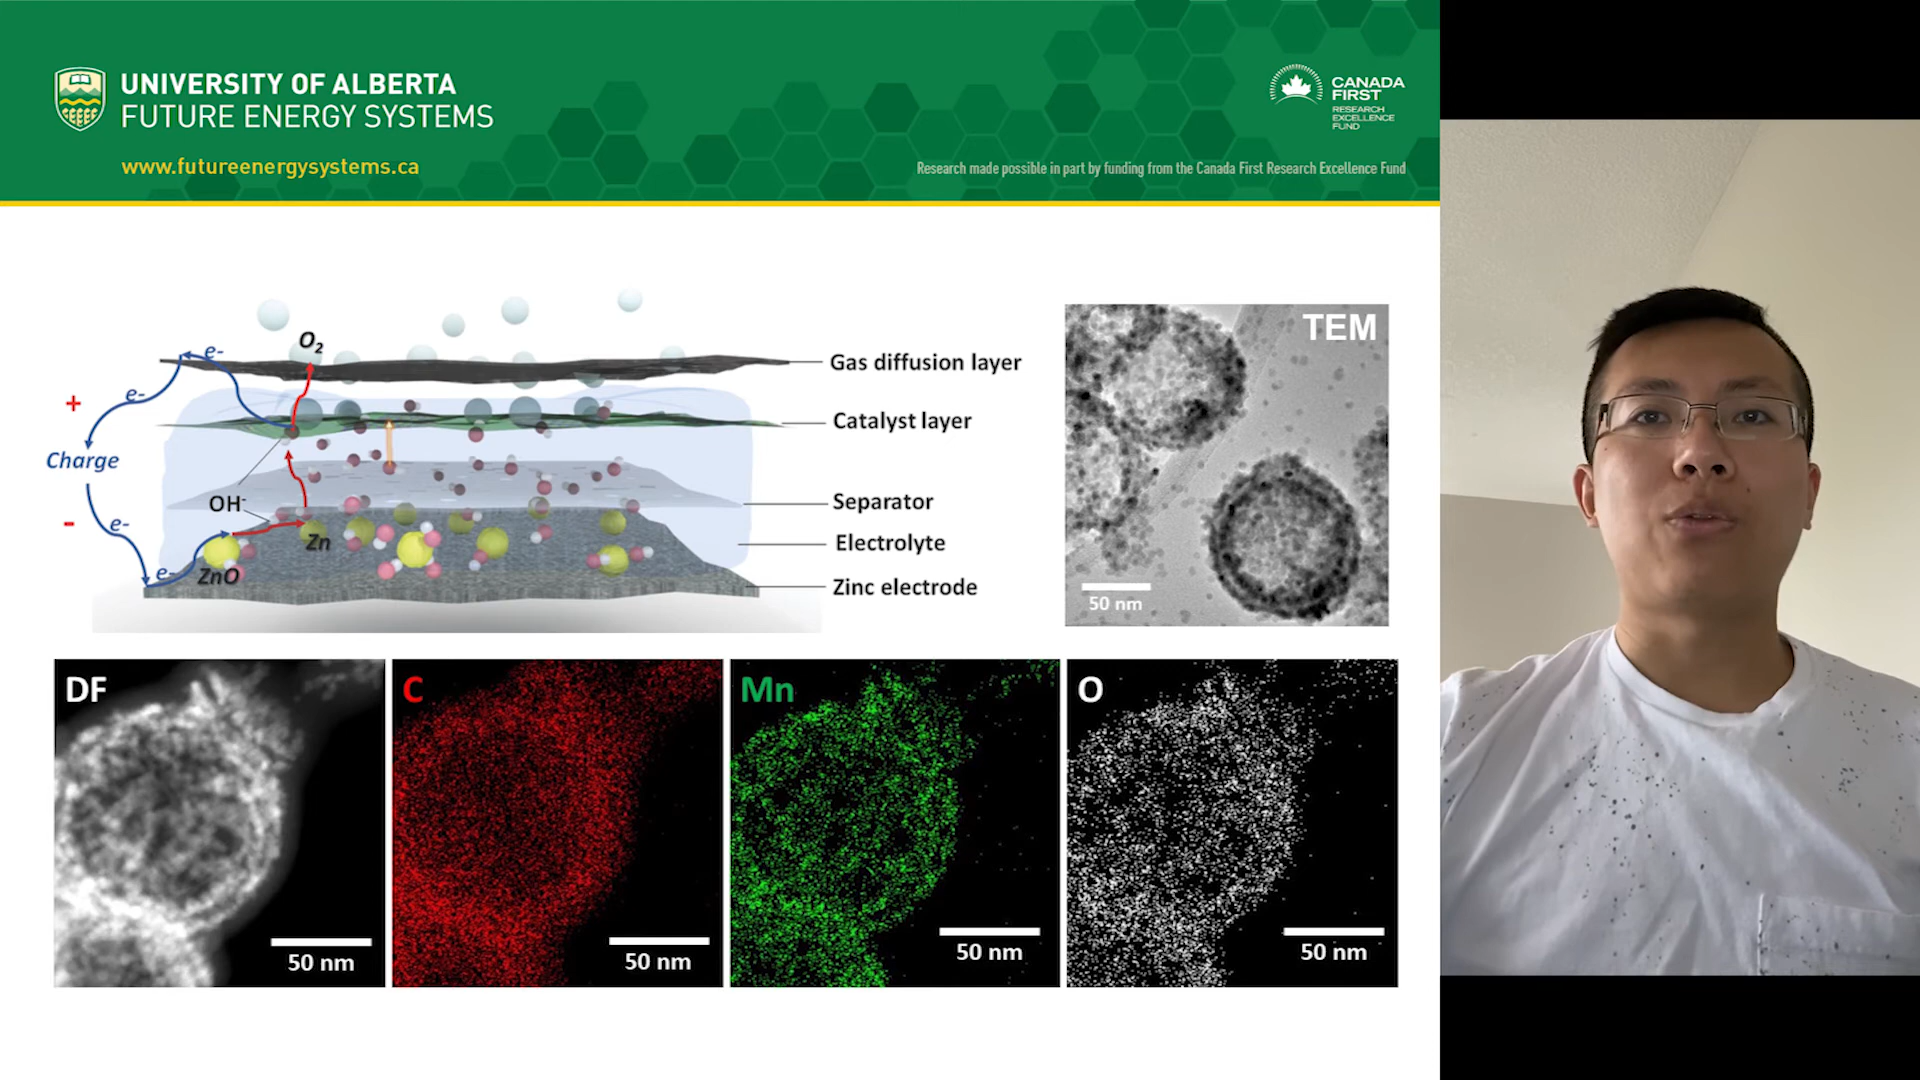 UNIVERSITY OF ALBERTA
FUTURE ENERGY SYSTEMS
www.futureenergysystems.ca
CANADA
FIRST
RESEARCH
EXCELLENCE
FUND
Research made possible in part by funding from the Canada First Research Excellence Fund
O2
e-
e-
+
Charge
-
e-
e-
OH-
Zn
ZnO
Gas diffusion layer
Catalyst layer
Separator
Electrolyte
Zinc electrode
TEM
50 nm
DF
50 nm
C
50 nm
Mn
50 nm
O
50 nm